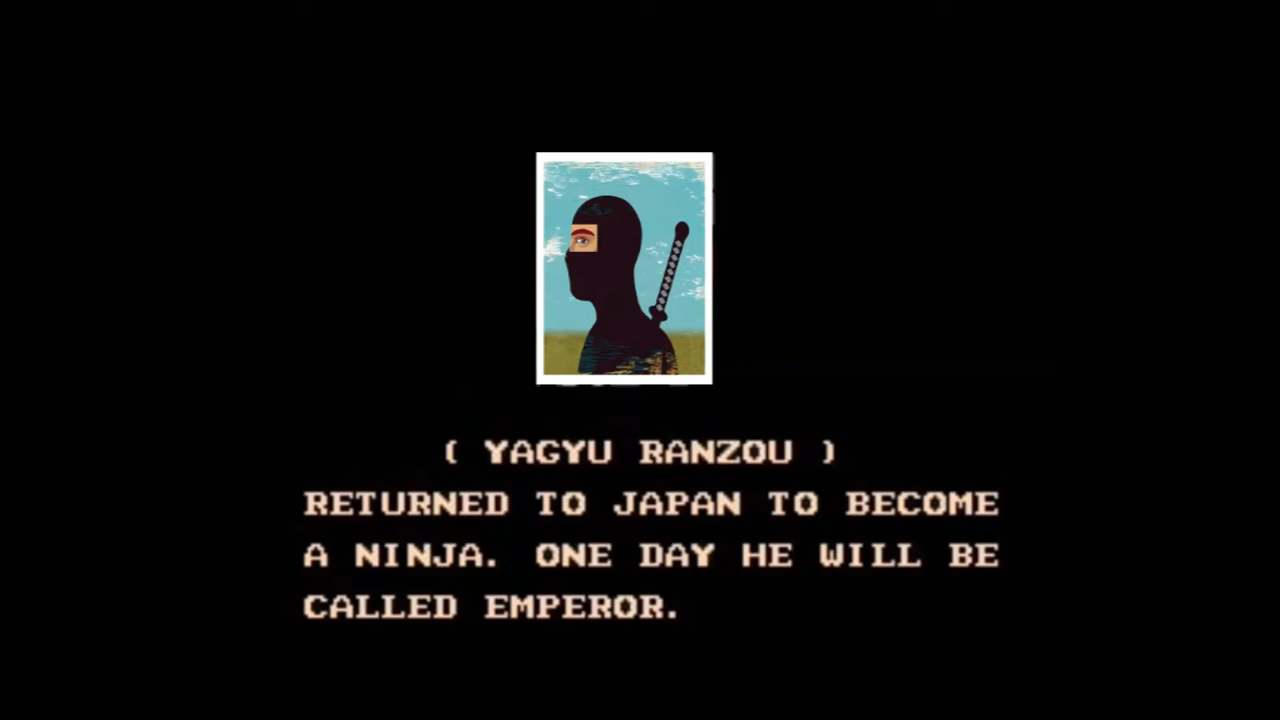 ( YAGYU RANZOU )
RETURNED TO JAPAN TO BECOME
A NINJA. ONE DAY HE WILL BE
CALLED EMPEROR.